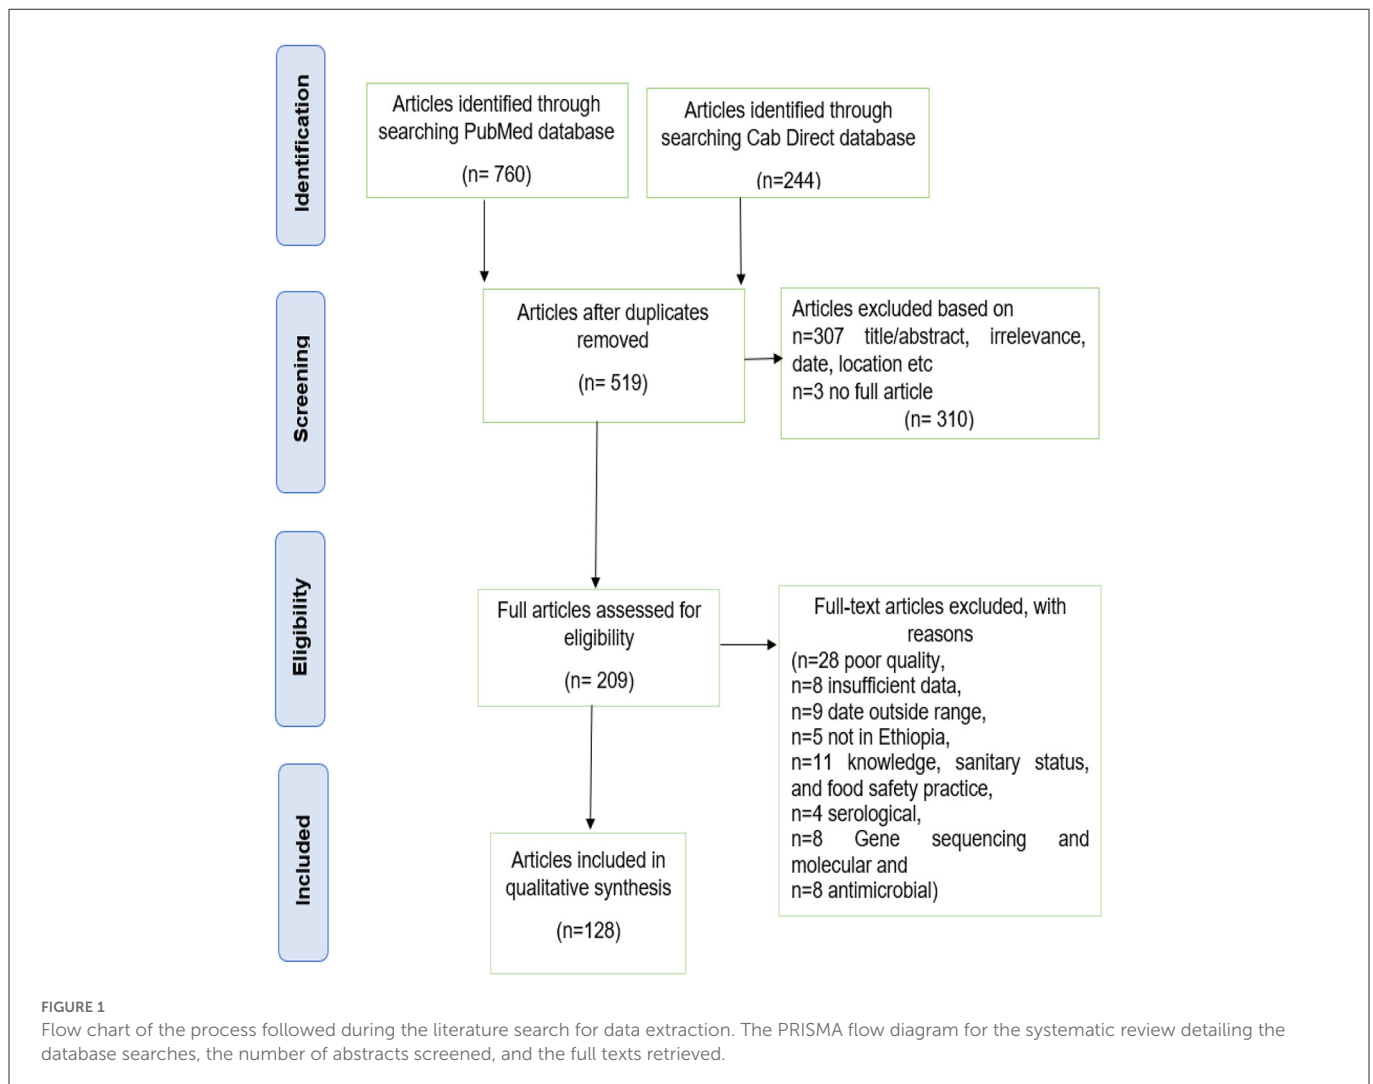 Identification
Articles identified through
searching PubMed database
(n= 760)
Articles identified through
searching Cab Direct database
(n=244)
Screening
Articles after duplicates
removed
(n= 519)
Articles excluded based on
n=307 title/abstract, irrelevance,
date, location etc
n=3 no full article
(n= 310)
Eligibility
Full articles assessed for
eligibility
(n= 209)
Full-text articles excluded, with
reasons
(n=28 poor quality,
n=8 insufficient data,
n=9 date outside range,
n=5 not in Ethiopia,
n=11 knowledge, sanitary status,
and food safety practice,
n=4 serological,
n=8 Gene sequencing and
molecular and
n=8 antimicrobial)
Included
Articles included in
qualitative synthesis
(n=128)
FIGURE 1
Flow chart of the process followed during the literature search for data extraction. The PRISMA flow diagram for the systematic review detailing the
database searches, the number of abstracts screened, and the full texts retrieved.